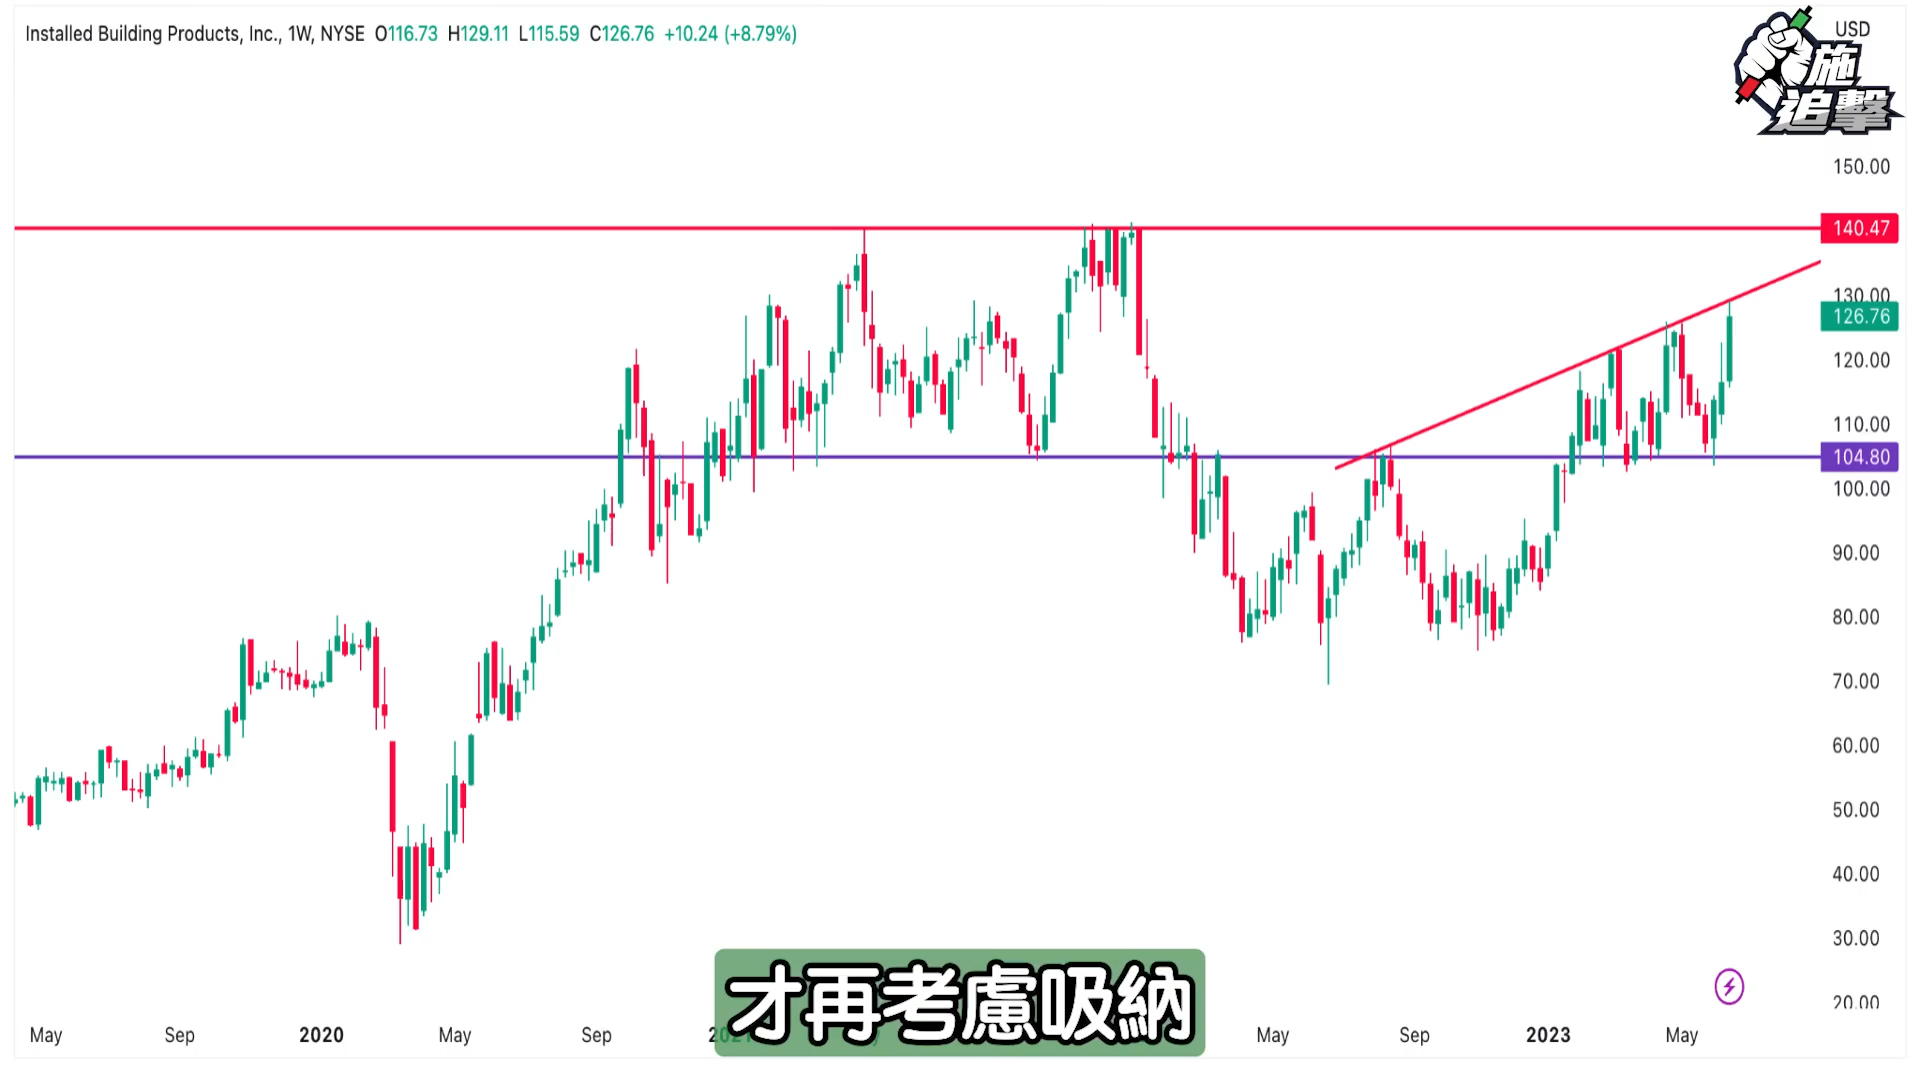 Installed Building Products, Inc., 1W, NYSE O116.73 H129.11 L115.59 C126.76 +10.24 (+8.79%)
USD
施
追擊
150.00
140.47
130.00
126.76
120.00
110.00
104.80
100.00
90.00
80.00
70.00
60.00
50.00
40.00
30.00
20.00
才再考慮吸納
May Sep 2020 May Sep 2021 May Sep 2023 May